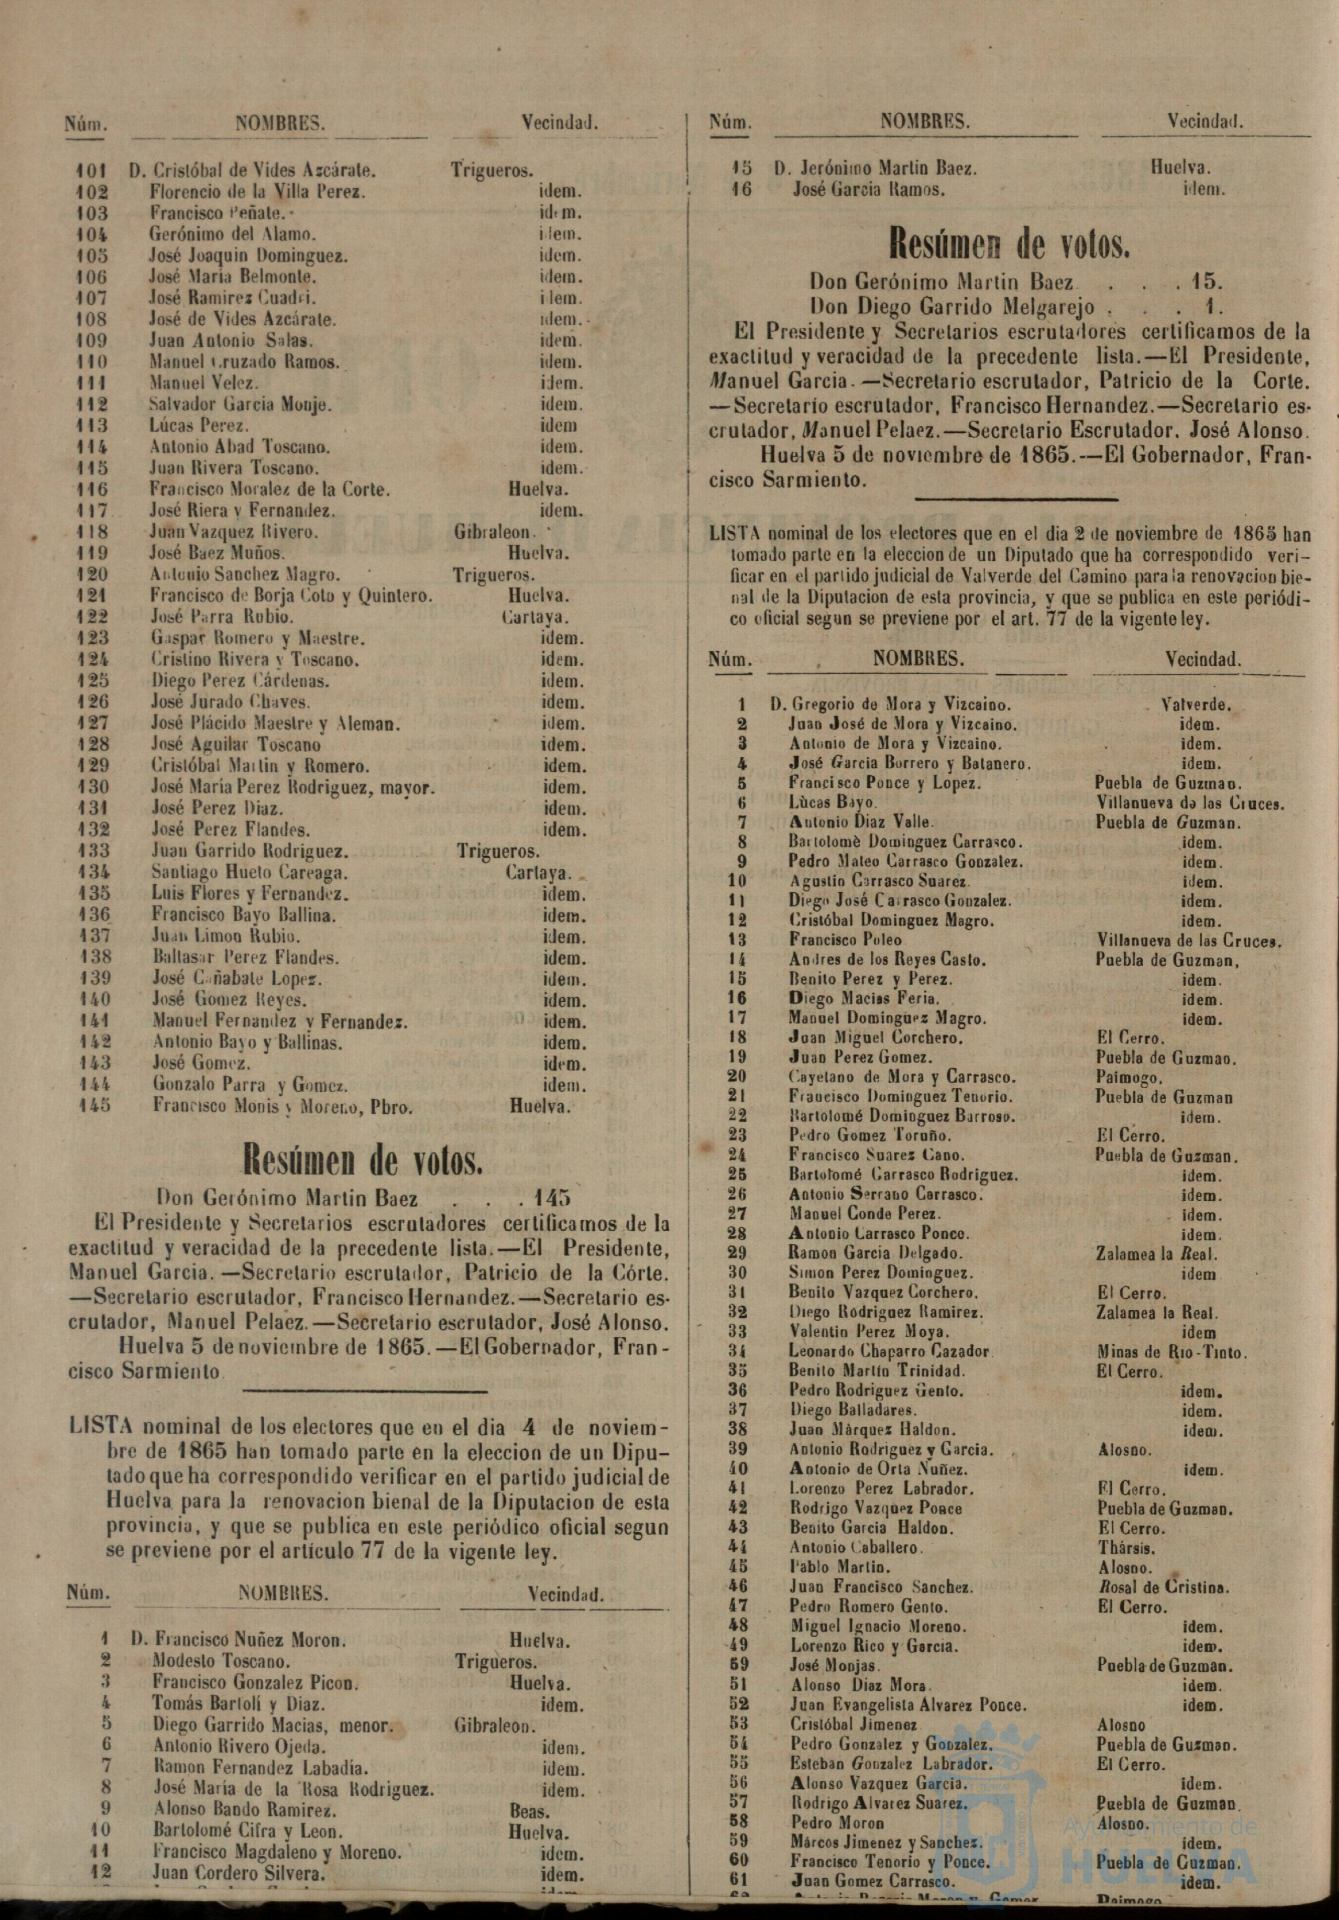 Núm. NOMBRES. Vecindad.
101 D. Cristóbal de Vides Azcárate. Trigueros.
102 Florencio de la Villa Perez. idem.
103 Francisco Peñate. idem.
104 Gerónimo del Alamo. idem.
105 José Joaquin Dominguez. idem.
106 José María Belmonte. idem.
107 José Ramirez Cuadri. idem.
108 José de Vides Azcárate. idem.
109 Juan Antonio Salas. idem.
110 Manuel Cruzado Ramos. idem.
111 Manuel Velez. idem.
112 Salvador Garcia Monje. idem.
113 Lúcas Perez. idem
114 Antonio Abad Toscano. idem.
115 Juan Rivera Toscano. idem.
116 Francisco Moralez de la Corte. Huelva.
117 José Riera y Fernandez. idem.
118 Juan Vazquez Rivero. Gibraleon.
119 José Baez Muños. Huelva.
120 Antonio Sanchez Magro. Trigueros.
121 Francisco de Borja Coto y Quintero. Huelva.
122 José Parra Rubio. Cartaya.
123 Gaspar Romero y Maestre. idem.
124 Cristino Rivera y Toscano. idem.
125 Diego Perez Cárdenas. idem.
126 José Jurado Chaves. idem.
127 José Plácido Maestre y Aleman. idem.
128 José Aguilar Toscano idem.
129 Cristóbal Martin y Romero. idem.
130 José María Perez Rodriguez, mayor. idem.
131 José Perez Diaz. idem.
132 José Perez Flandes. idem.
133 Juan Garrido Rodriguez. Trigueros.
134 Santiago Hueto Careaga. Cartaya.
135 Luis Flores y Fernandez. idem.
136 Francisco Bayo Ballina. idem.
137 Juan Limon Rubio. idem.
138 Baltasar Perez Flandes. idem.
139 José Cañabate Lopez. idem.
140 José Gomez Reyes. idem.
141 Manuel Fernandez y Fernandez. idem.
142 Antonio Bayo y Ballinas. idem.
143 José Gomez. idem.
144 Gonzalo Parra y Gomez. idem.
145 Francisco Monis y Moreno, Pbro. Huelva.
Resúmen de votos.
Don Gerónimo Martin Baez . . . 145
El Presidente y Secretarios escrutadores certificamos de la
exactitud y veracidad de la precedente lista.—El Presidente,
Manuel Garcia. —Secretario escrutador, Patricio de la Córte.
—Secretario escrutador, Francisco Hernandez.—Secretario es-
crutador, Manuel Pelaez.—Secretario escrutador, José Alonso.
Huelva 5 de noviembre de 1865.—El Gobernador, Fran-
cisco Sarmiento
LISTA nominal de los electores que en el dia 4 de noviem-
bre de 1865 han tomado parte en la eleccion de un Dipu-
tado que ha correspondido verificar en el partido judicial de
Huelva para la renovacion bienal de la Diputacion de esta
provincia, y que se publica en este periódico oficial segun
se previene por el artículo 77 de la vigente ley.
Núm. NOMBRES. Vecindad.
1 D. Francisco Nuñez Moron. Huelva.
2 Modesto Toscano. Trigueros.
3 Francisco Gonzalez Picon. Huelva.
4 Tomás Bartolí y Diaz. idem.
5 Diego Garrido Macias, menor. Gibraleon.
6 Antonio Rivero Ojeda. idem.
7 Ramon Fernandez Labadía. idem.
8 José María de la Rosa Rodriguez. idem.
9 Alonso Bando Ramirez. Beas.
10 Bartolomé Cifra y Leon. Huelva.
11 Francisco Magdaleno y Moreno. idem.
12 Juan Cordero Silvera. idem.
Núm. NOMBRES. Vecindad.
15 D. Jerónimo Martin Baez. Huelva.
16 José Garcia Ramos. idem.
Resúmen de votos.
Don Gerónimo Martin Baez . . . 15.
Don Diego Garrido Melgarejo . . . 1.
El Presidente y Secretarios escrutadores certificamos de la
exactitud y veracidad de la precedente lista.—El Presidente,
Manuel Garcia.—Secretario escrutador, Patricio de la Corte.
—Secretario escrutador, Francisco Hernandez.—Secretario es-
crutador, Manuel Pelaez.—Secretario Escrutador. José Alonso.
Huelva 5 de noviembre de 1865.—El Gobernador, Fran-
cisco Sarmiento.
LISTA nominal de los electores que en el dia 2 de noviembre de 1865 han
tomado parte en la eleccion de un Diputado que ha correspondido veri-
ficar en el partido judicial de Valverde del Camino para la renovacion bie-
nal de la Diputacion de esta provincia, y que se publica en este periódi-
co oficial segun se previene por el art. 77 de la vigente ley.
Núm. NOMBRES. Vecindad.
1 D. Gregorio de Mora y Vizcaino. Valverde.
2 Juan José de Mora y Vizcaino. idem.
3 Antonio de Mora y Vizcaino. idem.
4 José Garcia Borrero y Batanero. idem.
5 Francisco Ponce y Lopez. Puebla de Guzman.
6 Lùcas Bayo. Villanueva de las Cruces.
7 Antonio Diaz Valle. Puebla de Guzman.
8 Bartolomè Dominguez Carrasco. idem.
9 Pedro Mateo Carrasco Gonzalez. idem.
10 Agustin Carrasco Suarez. idem.
11 Diego José Carrasco Gonzalez. idem.
12 Cristóbal Dominguez Magro. idem.
13 Francisco Poleo Villanueva de las Cruces.
14 Andres de los Reyes Casto. Puebla de Guzman,
15 Benito Perez y Perez. idem.
16 Diego Macias Feria. idem.
17 Manuel Dominguez Magro. idem.
18 Juan Miguel Corchero. El Cerro.
19 Juan Perez Gomez. Puebla de Guzman.
20 Cayetano de Mora y Carrasco. Paimogo.
21 Francisco Dominguez Tenorio. Puebla de Guzman
22 Bartolomé Dominguez Barroso. idem.
23 Pedro Gomez Toruño. El Cerro.
24 Francisco Suarez Cano. Puebla de Guzman.
25 Bartolomé Carrasco Rodriguez. idem.
26 Antonio Serrano Carrasco. idem.
27 Manuel Conde Perez. idem.
28 Antonio Carrasco Ponce. idem.
29 Ramon Garcia Delgado. Zalamea la Real.
30 Simon Perez Dominguez. idem
31 Benito Vazquez Corchero. El Cerro.
32 Diego Rodriguez Ramirez. Zalamea la Real.
33 Valentin Perez Moya. idem
34 Leonardo Chaparro Cazador. Minas de Rio-Tinto.
35 Benito Martin Trinidad. El Cerro.
36 Pedro Rodriguez Gento. idem.
37 Diego Balladares. idem.
38 Juan Màrquez Haldon. idem.
39 Antonio Rodriguez y Garcia. Alosno.
40 Antonio de Orta Nuñez. idem.
41 Lorenzo Perez Labrador. El Cerro.
42 Rodrigo Vazquez Ponce Puebla de Guzman.
43 Benito Garcia Haldon. El Cerro.
44 Antonio Caballero. Thársis.
45 Pablo Martin. Alosno.
46 Juan Francisco Sanchez. Rosal de Cristina.
47 Pedro Romero Gento. El Cerro.
48 Miguel Ignacio Moreno. idem.
49 Lorenzo Rico y Garcia. idem.
59 José Monjas. Puebla de Guzman.
51 Alonso Diaz Mora. idem.
52 Juan Evangelista Alvarez Ponce. idem.
53 Cristóbal Jimenez Alosno
54 Pedro Gonzalez y Gonzalez. Puebla de Guzman.
55 Esteban Gonzalez Labrador. El Cerro.
56 Alonso Vazquez Garcia. idem.
57 Rodrigo Alvarez Suarez. Puebla de Guzman.
58 Pedro Moron Alosno.
59 Márcos Jimenez y Sanchez. idem.
60 Francisco Tenorio y Ponce. Puebla de Guzman.
61 Juan Gomez Carrasco. idem.
Paimogo
Ayuntamiento de
HUELVA